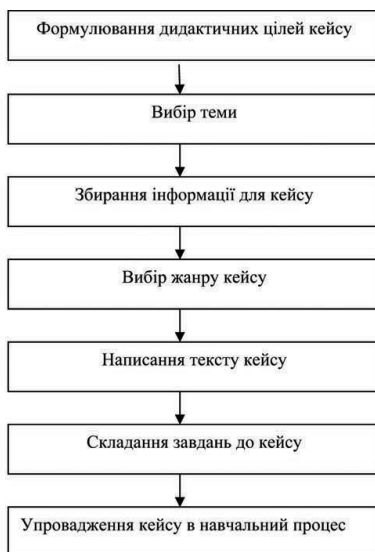 Формулювання дидактичних цілей кейсу
Вибір теми
Збирання інформації для кейсу
Вибір жанру кейсу
Написання тексту кейсу
Складання завдань до кейсу
Упровадження кейсу в навчальний процес